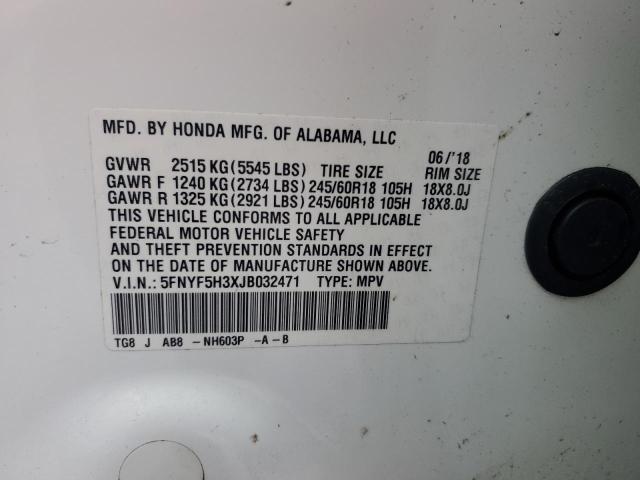 MFD. BY HONDA MFG. OF ALABAMA, LLC
06/'18
GVWR 2515 KG (5545 LBS) TIRE SIZE RIM SIZE
GAWR F 1240 KG (2734 LBS) 245/60R18 105H 18X8.0J
GAWR R 1325 KG (2921 LBS) 245/60R18 105H 18X8.0J
THIS VEHICLE CONFORMS TO ALL APPLICABLE
FEDERAL MOTOR VEHICLE SAFETY
AND THEFT PREVENTION STANDARDS IN EFFECT
ON THE DATE OF MANUFACTURE SHOWN ABOVE.
V.I.N.: 5FNYF5H3XJB032471 TYPE: MPV
TG8 J AB8 - NH603P -A-B